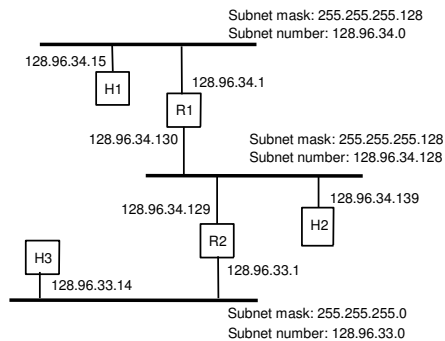 Subnet mask: 255.255.255.128
Subnet number: 128.96.34.0
128.96.34.15
128.96.34.1
H1
R1
128.96.34.130
Subnet mask: 255.255.255.128
Subnet number: 128.96.34.128
128.96.34.129
128.96.34.139
H2
R2
H3
128.96.33.1
128.96.33.14
Subnet mask: 255.255.255.0
Subnet number: 128.96.33.0